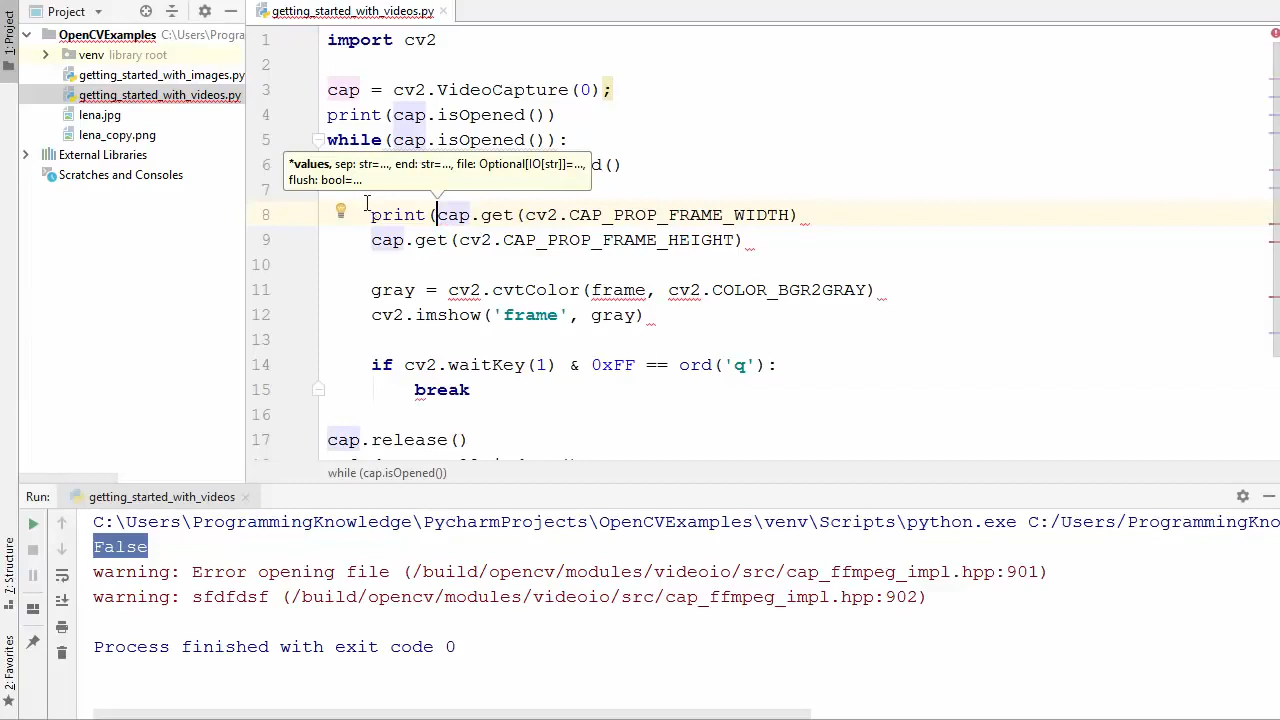 1: Project
Project
getting_started_with_videos.py
OpenCVExamples C:\Users\Progra
venv library root
getting_started_with_images.py
getting_started_with_videos.py
lena.jpg
lena_copy.png
External Libraries
Scratches and Consoles
1 import cv2
2
3 cap = cv2.VideoCapture(0);
4 print(cap.isOpened())
5 while(cap.isOpened()):
6 d()
*values, sep: str=..., end: str=..., file: Optional[IO[str]]=...,
flush: bool=...
7
8 print(cap.get(cv2.CAP_PROP_FRAME_WIDTH)
9 cap.get(cv2.CAP_PROP_FRAME_HEIGHT)
10
11 gray = cv2.cvtColor(frame, cv2.COLOR_BGR2GRAY)
12 cv2.imshow('frame', gray)
13
14 if cv2.waitKey(1) & 0xFF == ord('q'):
15 break
16
17 cap.release()
while (cap.isOpened())
Run: getting_started_with_videos
C:\Users\ProgrammingKnowledge\PycharmProjects\OpenCVExamples\venv\Scripts\python.exe C:/Users/ProgrammingKno
False
warning: Error opening file (/build/opencv/modules/videoio/src/cap_ffmpeg_impl.hpp:901)
warning: sfdfdsf (/build/opencv/modules/videoio/src/cap_ffmpeg_impl.hpp:902)
Process finished with exit code 0
7: Structure
2: Favorites